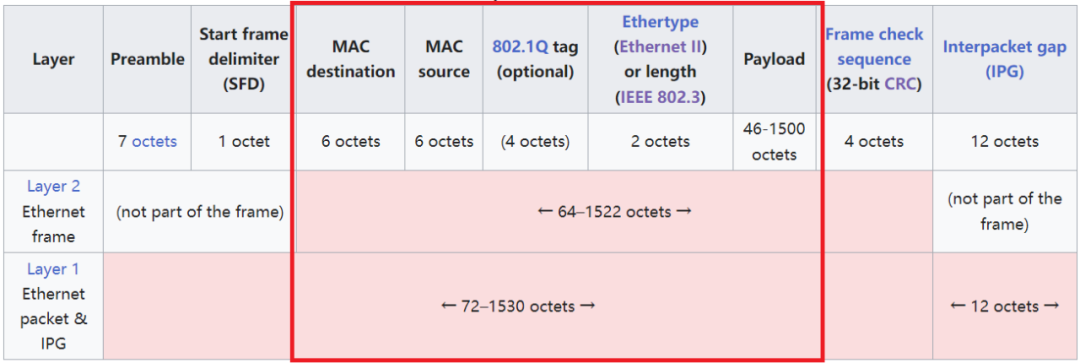 Layer
Preamble
Start frame
delimiter
(SFD)
MAC
destination
MAC
source
802.1Q tag
(optional)
Ethertype
(Ethernet II)
or length
(IEEE 802.3)
Payload
Frame check
sequence
(32-bit CRC)
Interpacket gap
(IPG)
7 octets
1 octet
6 octets
6 octets
(4 octets)
2 octets
46-1500
octets
4 octets
12 octets
Layer 2
Ethernet
frame
(not part of the frame)
← 64–1522 octets →
(not part of the
frame)
Layer 1
Ethernet
packet &
IPG
← 72–1530 octets →
← 12 octets →